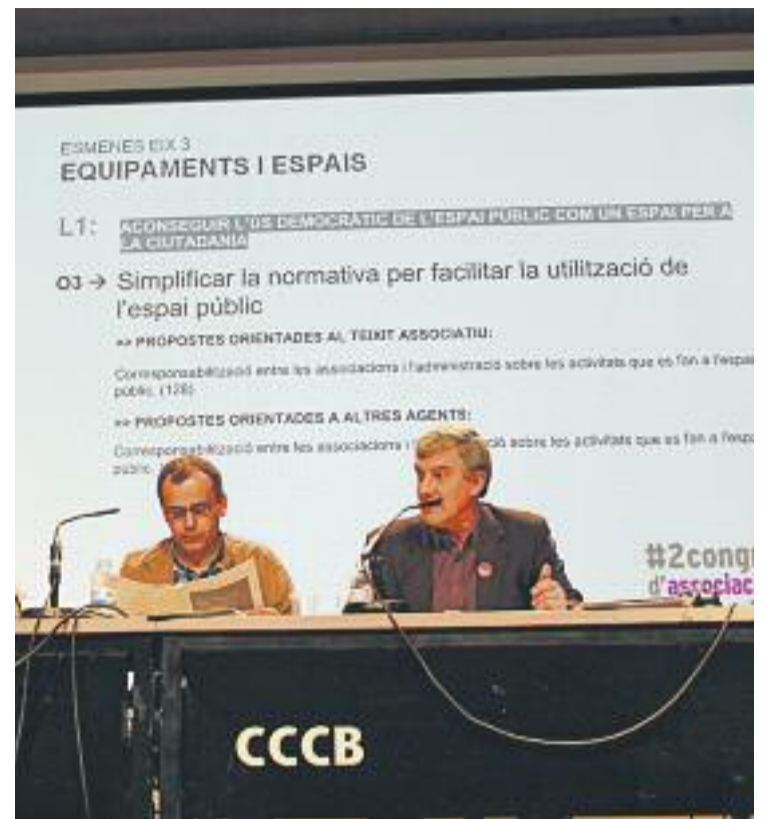 ESMENES EIX 3
EQUIPAMENTS I ESPAIS
L1: ACONSEGUIR L'ÚS DEMOCRÀTIC DE L'ESPAI PÚBLIC COM UN ESPAI PER A
LA CIUTADANIA
O3 → Simplificar la normativa per facilitar la utilització de
l'espai públic
=> PROPOSTES ORIENTADES AL TEIXIT ASSOCIATIU:
Corresponsabilització entre les associacions i l'administració sobre les activitats que es fan a l'espai
públic. (128)
=> PROPOSTES ORIENTADES A ALTRES AGENTS:
Corresponsabilització entre les associacions i ció sobre les activitats que es fan a l'espa
públic.
#2congr
d'associac
CCCB